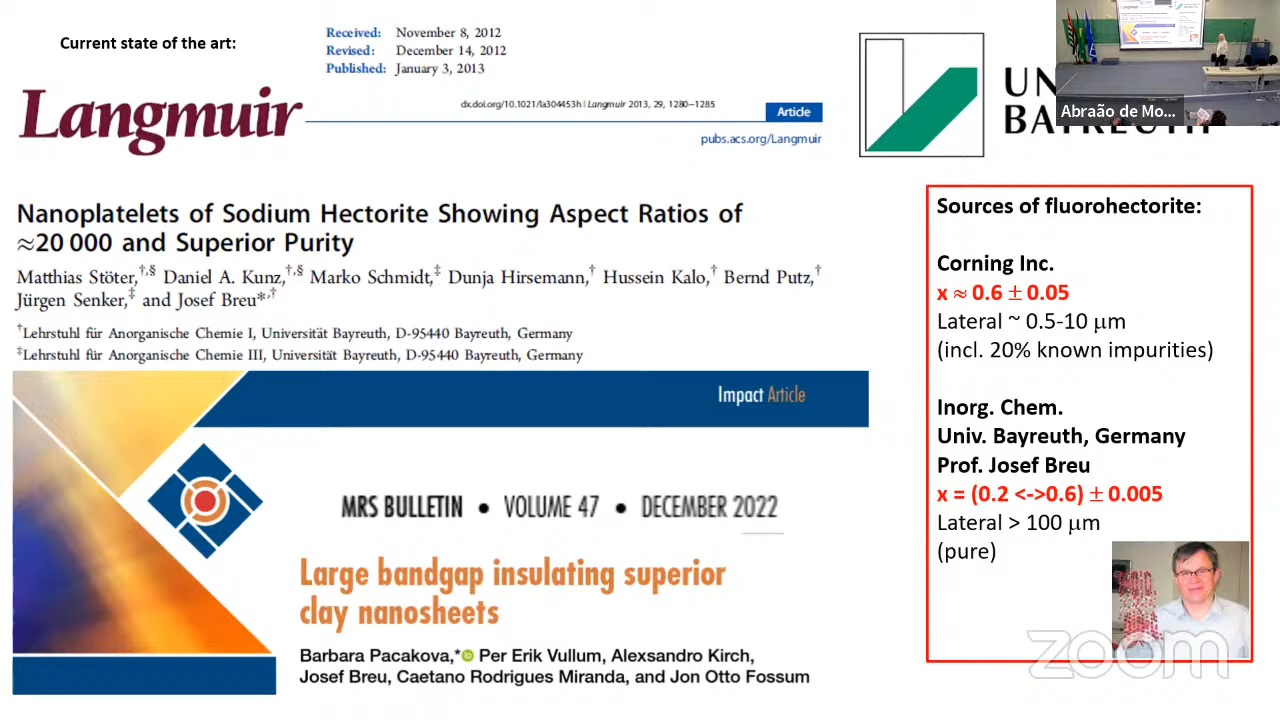 Current state of the art:
Received: November 8, 2012
Revised: December 14, 2012
Published: January 3, 2013
Langmuir
dx.doi.org/10.1021/la304453h | Langmuir 2013, 29, 1280−1285
Article
pubs.acs.org/Langmuir
Nanoplatelets of Sodium Hectorite Showing Aspect Ratios of
≈20 000 and Superior Purity
Matthias Stöter,†,§ Daniel A. Kunz,†,§ Marko Schmidt,‡ Dunja Hirsemann,† Hussein Kalo,† Bernd Putz,†
Jürgen Senker,‡ and Josef Breu*,†
†Lehrstuhl für Anorganische Chemie I, Universität Bayreuth, D-95440 Bayreuth, Germany
‡Lehrstuhl für Anorganische Chemie III, Universität Bayreuth, D-95440 Bayreuth, Germany
Impact Article
MRS BULLETIN • VOLUME 47 • DECEMBER 2022
Large bandgap insulating superior
clay nanosheets
Barbara Pacakova,* Per Erik Vullum, Alexsandro Kirch,
Josef Breu, Caetano Rodrigues Miranda, and Jon Otto Fossum
UN
BAYREUTH
Abraão de Mo...
Sources of fluorohectorite:
Corning Inc.
x ≈ 0.6 ± 0.05
Lateral ~ 0.5-10 μm
(incl. 20% known impurities)
Inorg. Chem.
Univ. Bayreuth, Germany
Prof. Josef Breu
x = (0.2 <->0.6) ± 0.005
Lateral > 100 μm
(pure)
zoom